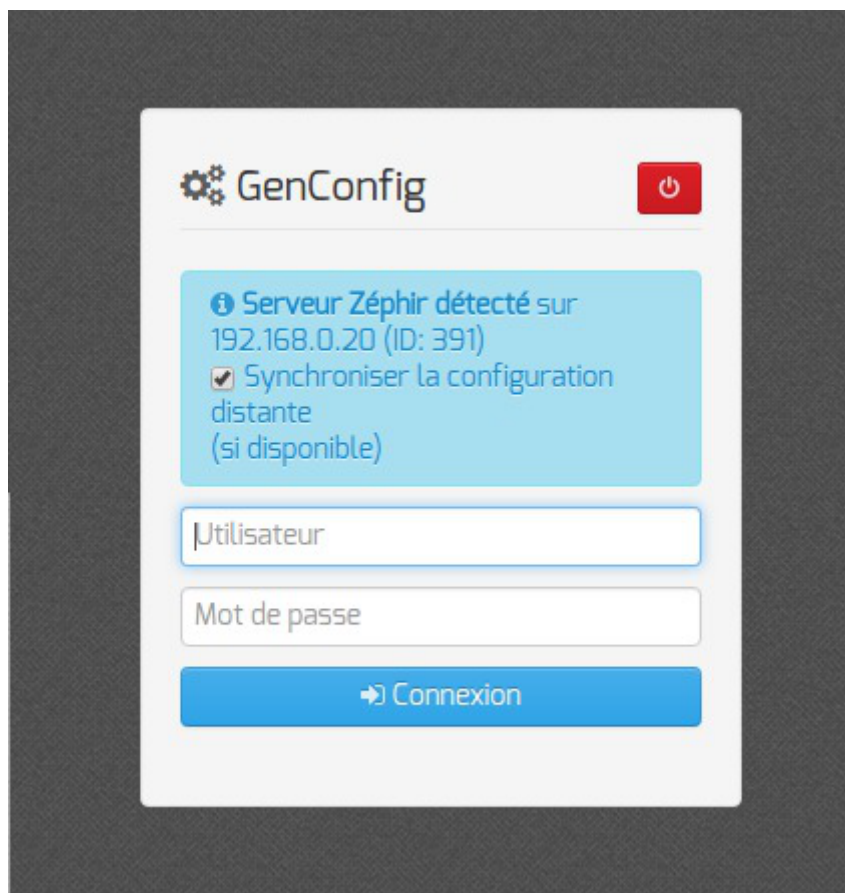 GenConfig
Serveur Zéphir détecté sur
192.168.0.20 (ID: 391)
Synchroniser la configuration
distante
(si disponible)
Utilisateur
Mot de passe
Connexion